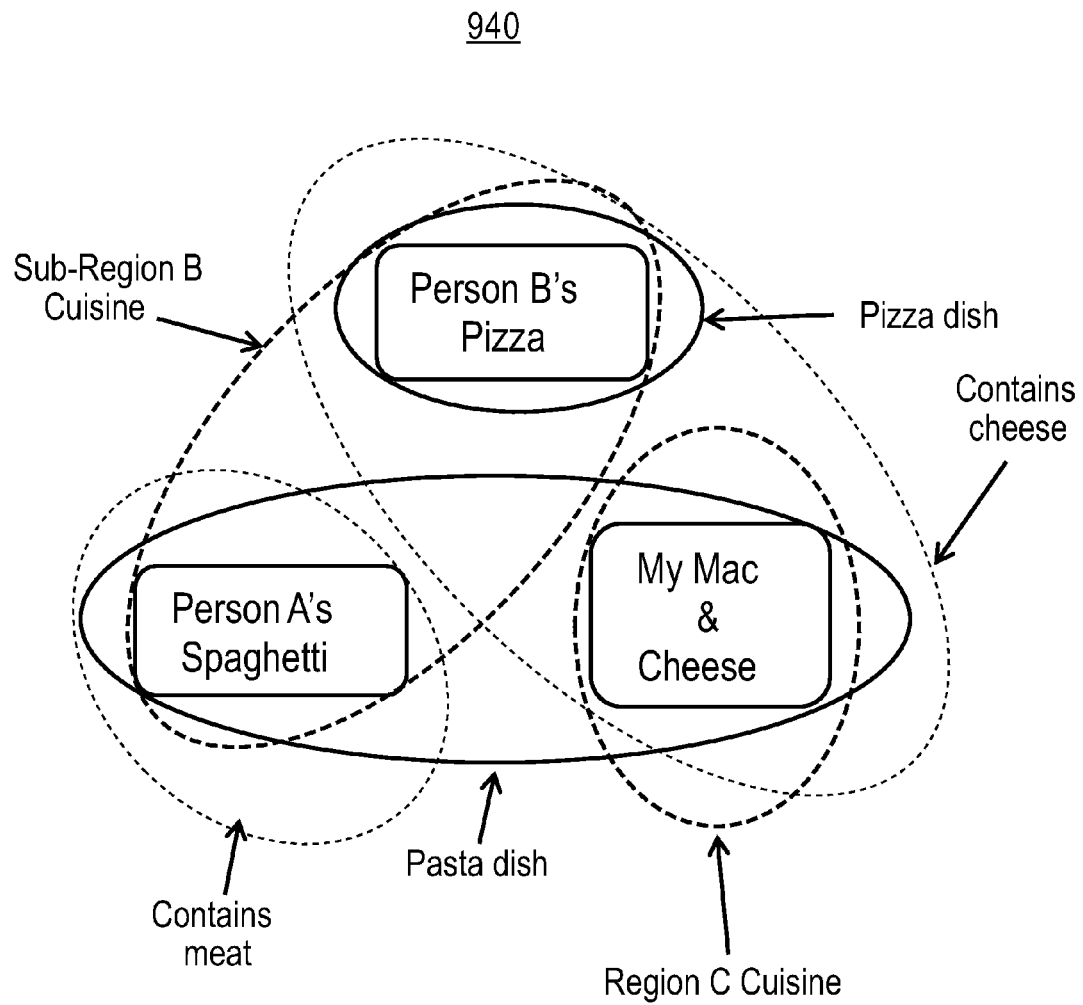 940
Sub-Region B
Cuisine
Person B’s
Pizza
Pizza dish
Contains
cheese
Person A’s
Spaghetti
My Mac
&
Cheese
Pasta dish
Contains
meat
Region C Cuisine